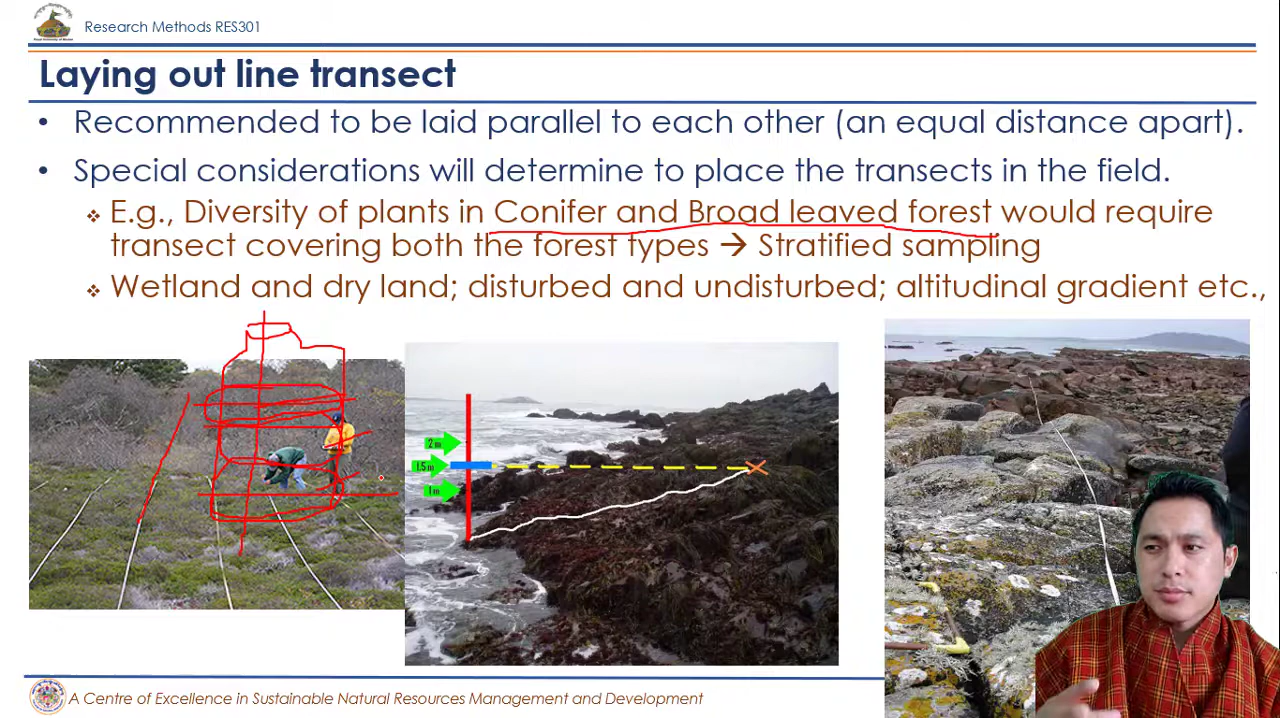 Research Methods RES301
Laying out line transect
• Recommended to be laid parallel to each other (an equal distance apart).
• Special considerations will determine to place the transects in the field.
❖ E.g., Diversity of plants in Conifer and Broad leaved forest would require
transect covering both the forest types → Stratified sampling
❖ Wetland and dry land; disturbed and undisturbed; altitudinal gradient etc.,
2 m
1.5 m
1 m
A Centre of Excellence in Sustainable Natural Resources Management and Development